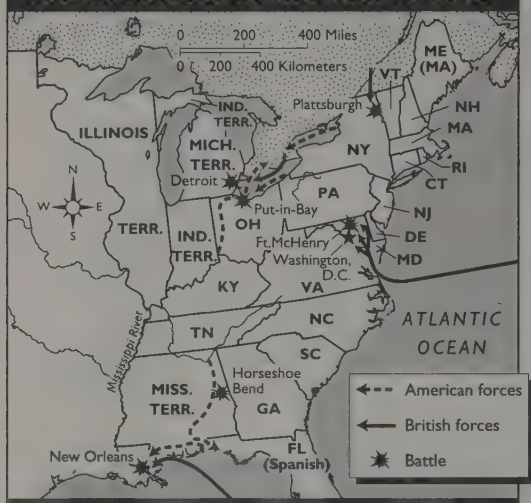 0 200 400 Miles
0 200 400 Kilometers
ME
(MA)
VT
Plattsburgh
IND.
TERR.
NH
ILLINOIS
MICH.
TERR.
MA
NY
Detroit
RI
CT
N
W E
S
PA
Put-in-Bay
OH
NJ
TERR.
IND.
TERR.
Ft. McHenry
Washington,
D.C.
DE
MD
KY
VA
Mississippi River
NC
TN
ATLANTIC
OCEAN
SC
Horseshoe
Bend
MISS.
TERR.
GA
American forces
British forces
New Orleans
FL
(Spanish)
Battle